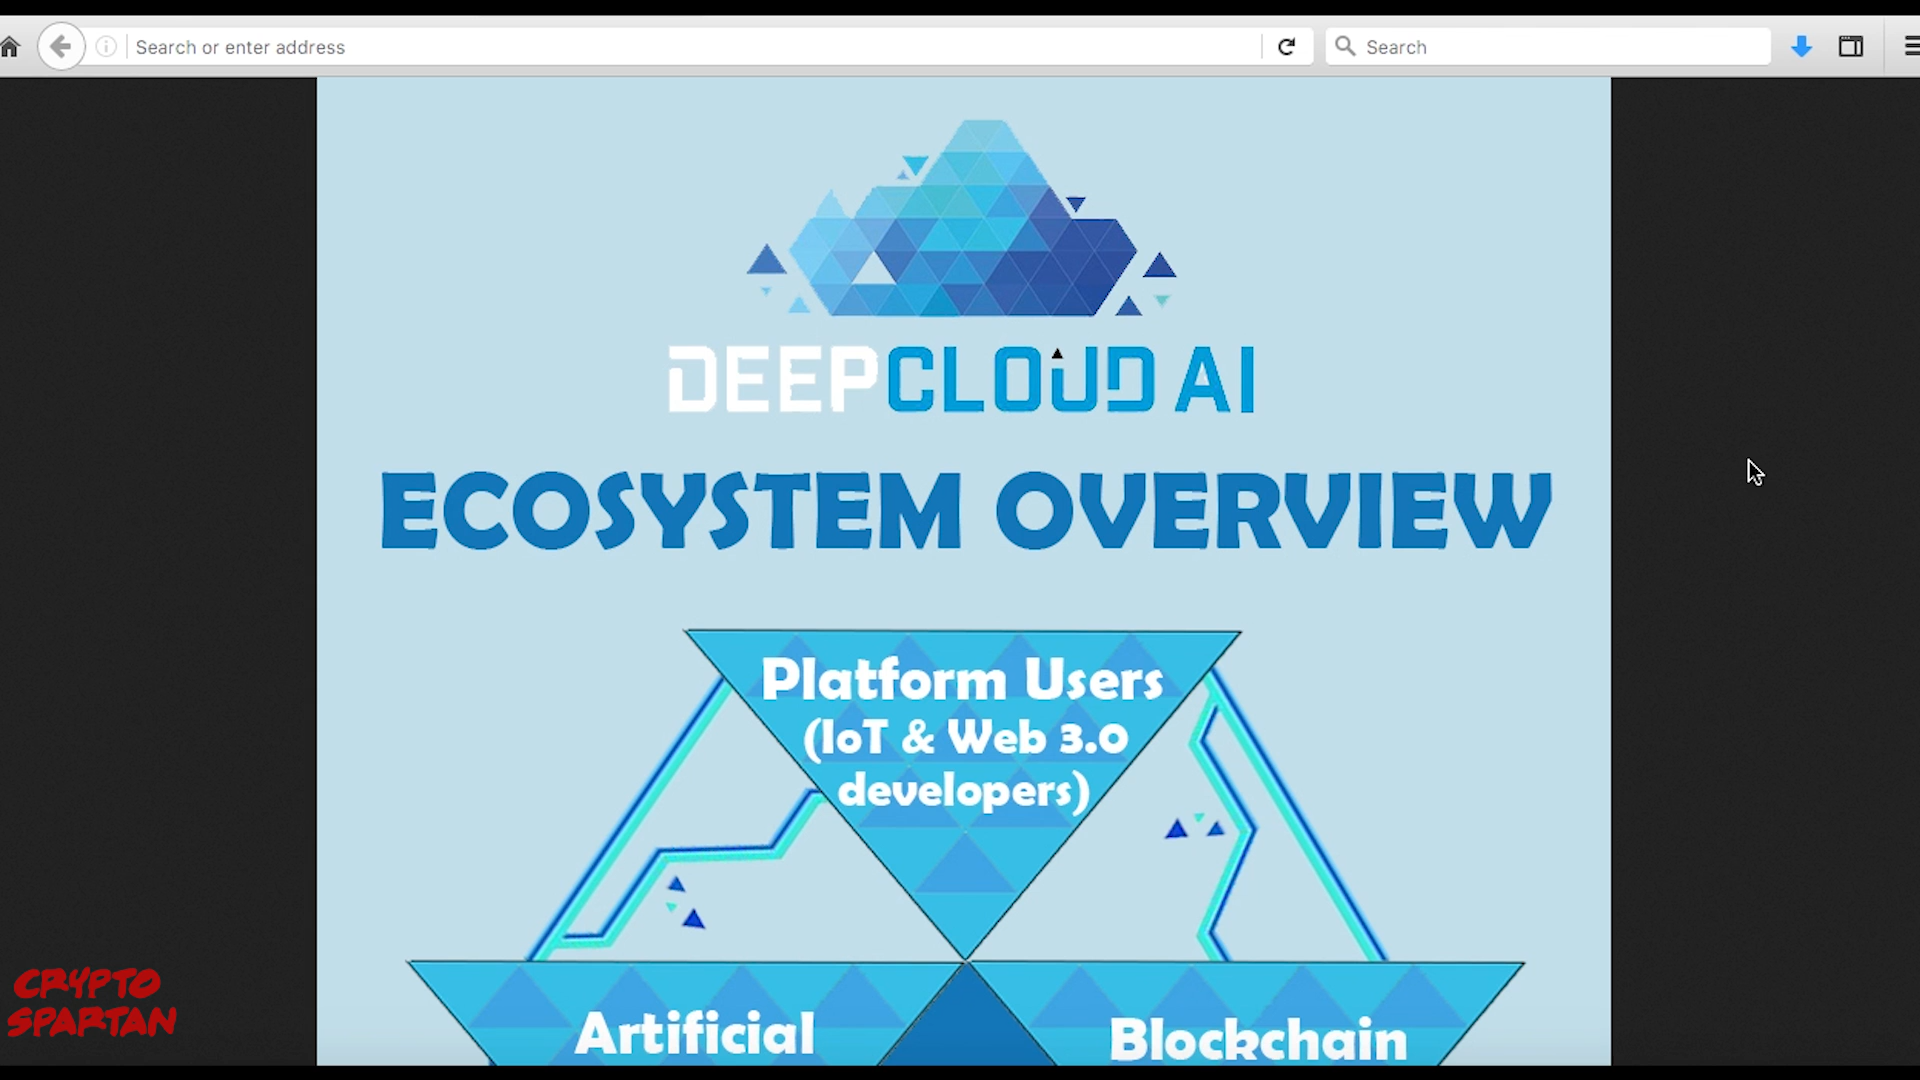 Search or enter address
Search
DEEPCLOUD AI
ECOSYSTEM OVERVIEW
Platform Users
(IoT & Web 3.0
developers)
Artificial
Blockchain
CRYPTO
SPARTAN